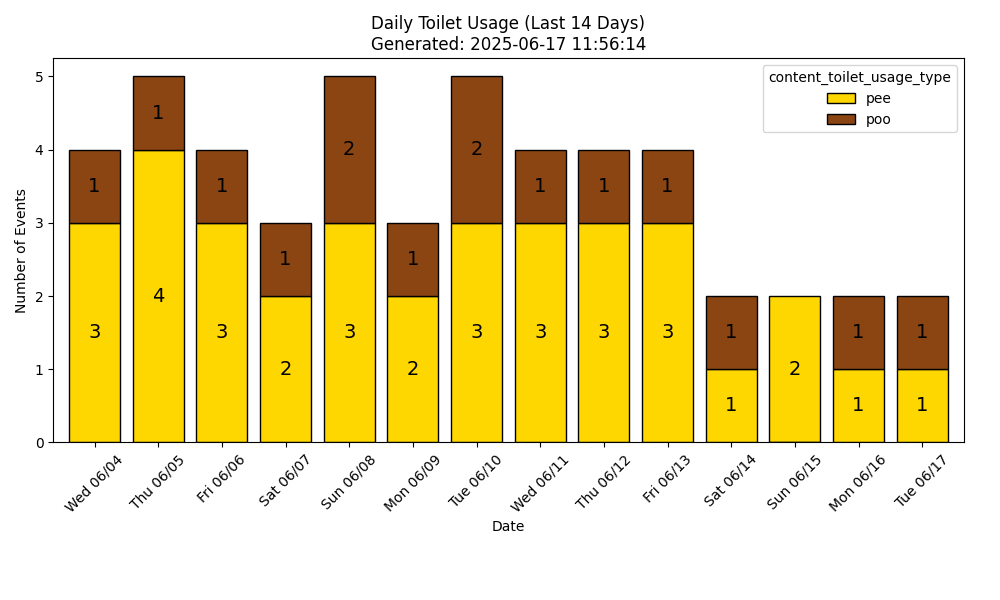 Daily Toilet Usage (Last 14 Days)
Generated: 2025-06-17 11:56:14
content_toilet_usage_type
pee
poo
Number of Events
5
4
3
2
1
0
1 1 1 1 2 1 2 1 1 1 1 1 1
3 4 3 2 3 2 3 3 3 3 1 2 1 1
Wed 06/04
Thu 06/05
Fri 06/06
Sat 06/07
Sun 06/08
Mon 06/09
Tue 06/10
Wed 06/11
Thu 06/12
Fri 06/13
Sat 06/14
Sun 06/15
Mon 06/16
Tue 06/17
Date